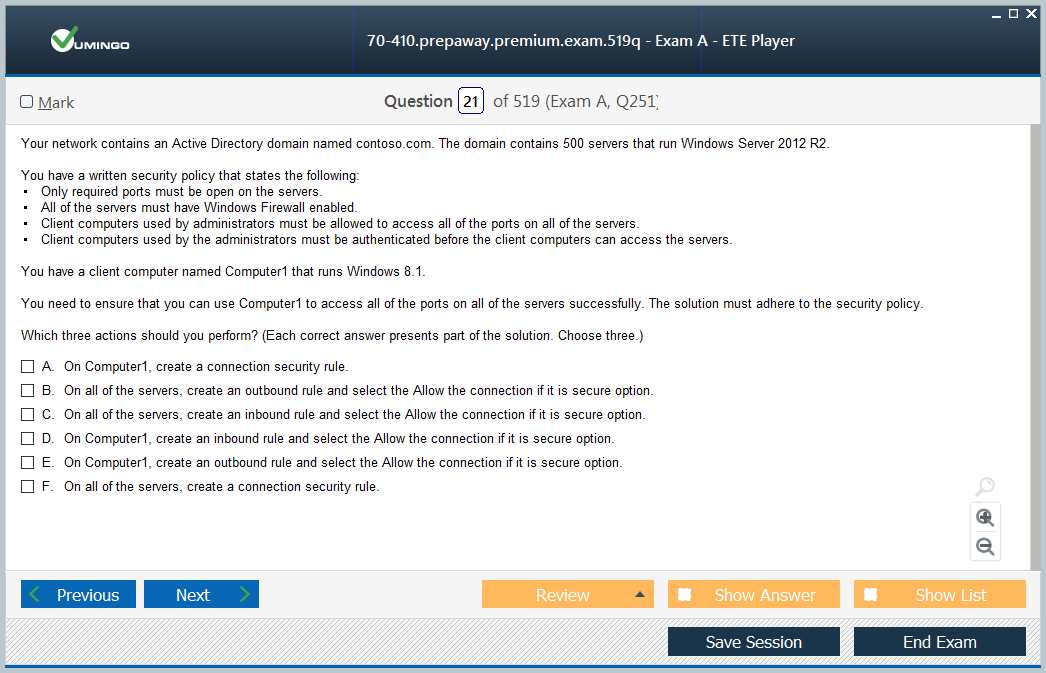 VUMINGO
70-410.prepaway.premium.exam.519q - Exam A - ETE Player
Mark
Question 21 of 519 (Exam A, Q251)
Your network contains an Active Directory domain named contoso.com. The domain contains 500 servers that run Windows Server 2012 R2.
You have a written security policy that states the following:
▪ Only required ports must be open on the servers.
▪ All of the servers must have Windows Firewall enabled.
▪ Client computers used by administrators must be allowed to access all of the ports on all of the servers.
▪ Client computers used by the administrators must be authenticated before the client computers can access the servers.
You have a client computer named Computer1 that runs Windows 8.1.
You need to ensure that you can use Computer1 to access all of the ports on all of the servers successfully. The solution must adhere to the security policy.
Which three actions should you perform? (Each correct answer presents part of the solution. Choose three.)
A. On Computer1, create a connection security rule.
B. On all of the servers, create an outbound rule and select the Allow the connection if it is secure option.
C. On all of the servers, create an inbound rule and select the Allow the connection if it is secure option.
D. On Computer1, create an inbound rule and select the Allow the connection if it is secure option.
E. On Computer1, create an outbound rule and select the Allow the connection if it is secure option.
F. On all of the servers, create a connection security rule.
Previous
Next
Review
Show Answer
Show List
Save Session
End Exam